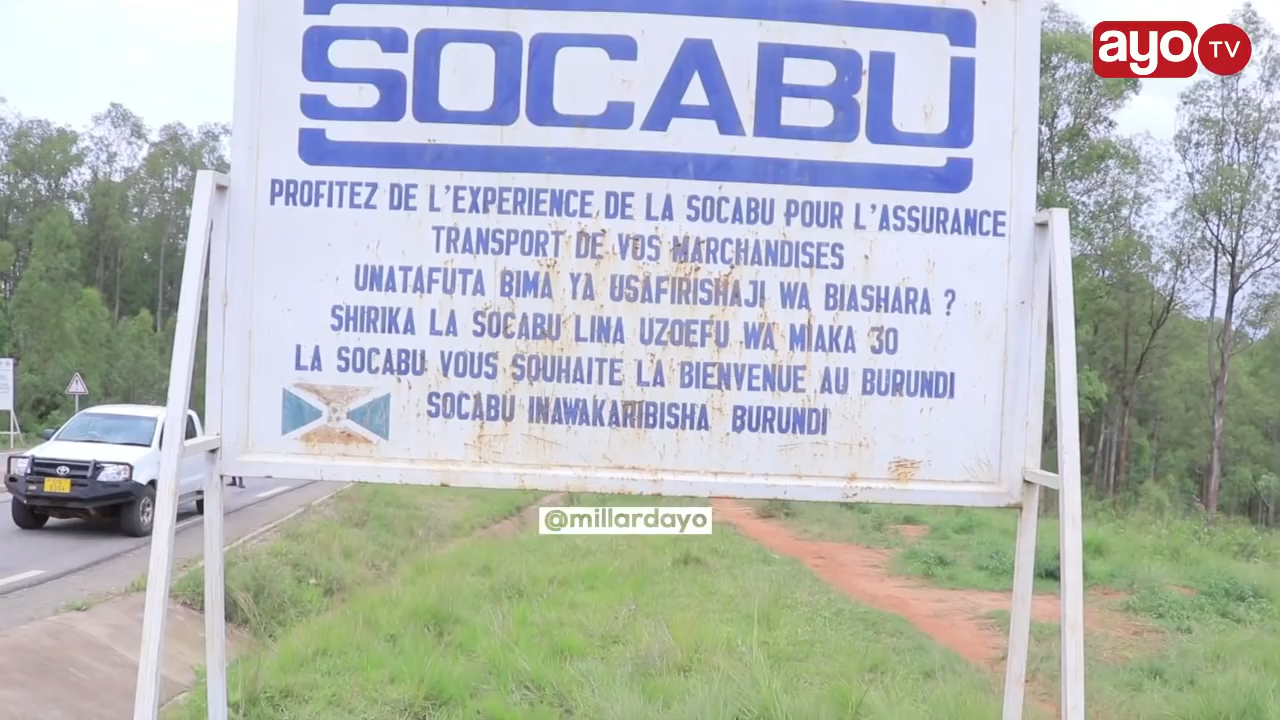 ayo TV
SOCABU
PROFITEZ DE L'EXPERIENCE DE LA SOCABU POUR L'ASSURANCE
TRANSPORT DE VOS MARCHANDISES
UNATAFUTA BIMA YA USAFIRISHAJI WA BIASHARA ?
SHIRIKA LA SOCABU LINA UZOEFU WA MIAKA 30
LA SOCABU VOUS SOUHAITE LA BIENVENUE AU BURUNDI
SOCABU INAWAKARIBISHA BURUNDI
@millardayo